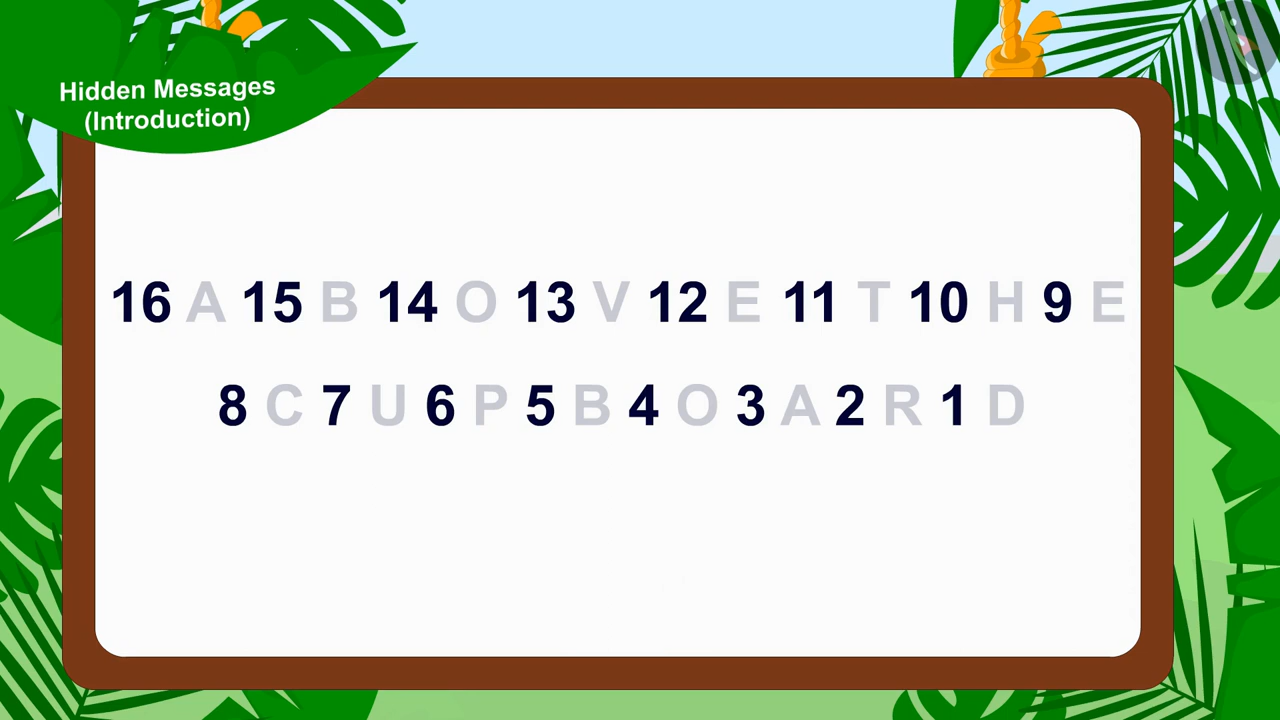 Hidden Messages
(Introduction)
16 A 15 B 14 O 13 V 12 E 11 T 10 H 9 E
8 C 7 U 6 P 5 B 4 O 3 A 2 R 1 D